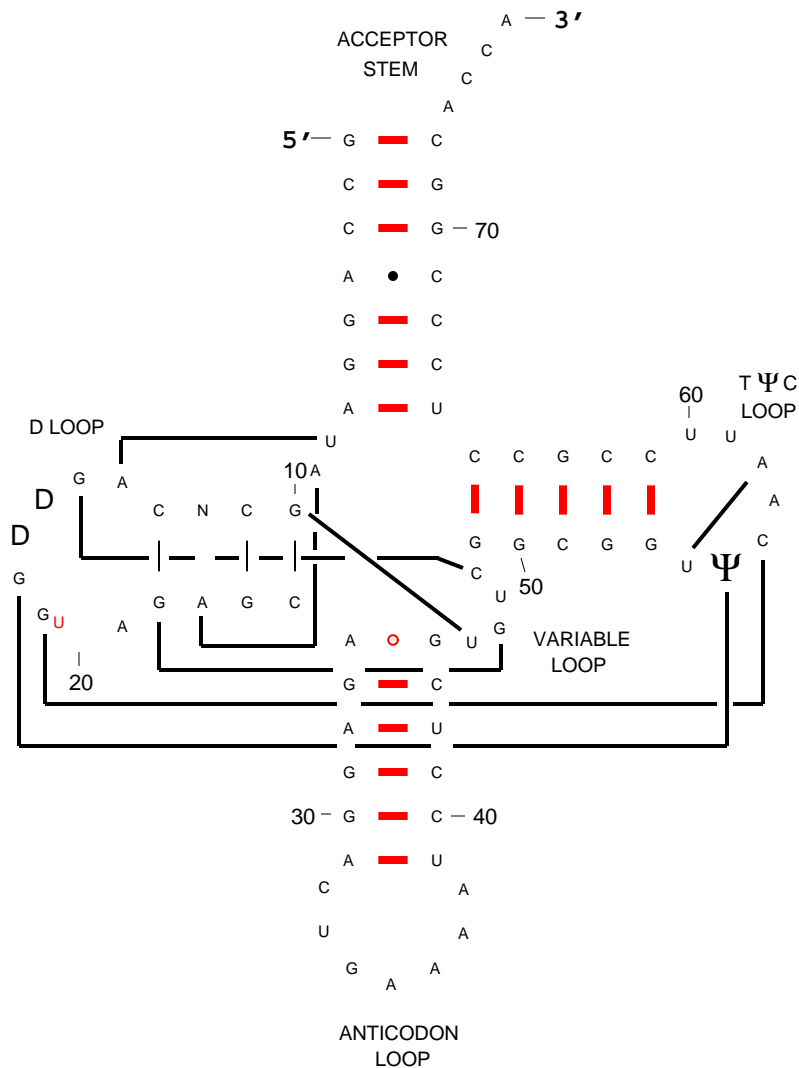 A — 3′
ACCEPTOR
STEM
C
C
A
5′ — G C
C G
C G — 70
A C
G C
G C
A U
T Ψ C
LOOP
60
D LOOP
U
U U
C C G C C
A
10 A
G A
D
C N C G
A
D
G G C G G
U Ψ C
G
C
50
U
G U
A
G A G C
G
20
A G U
VARIABLE
LOOP
G C
A U
G C
30 — G C — 40
A U
C A
U A
G A
A
ANTICODON
LOOP